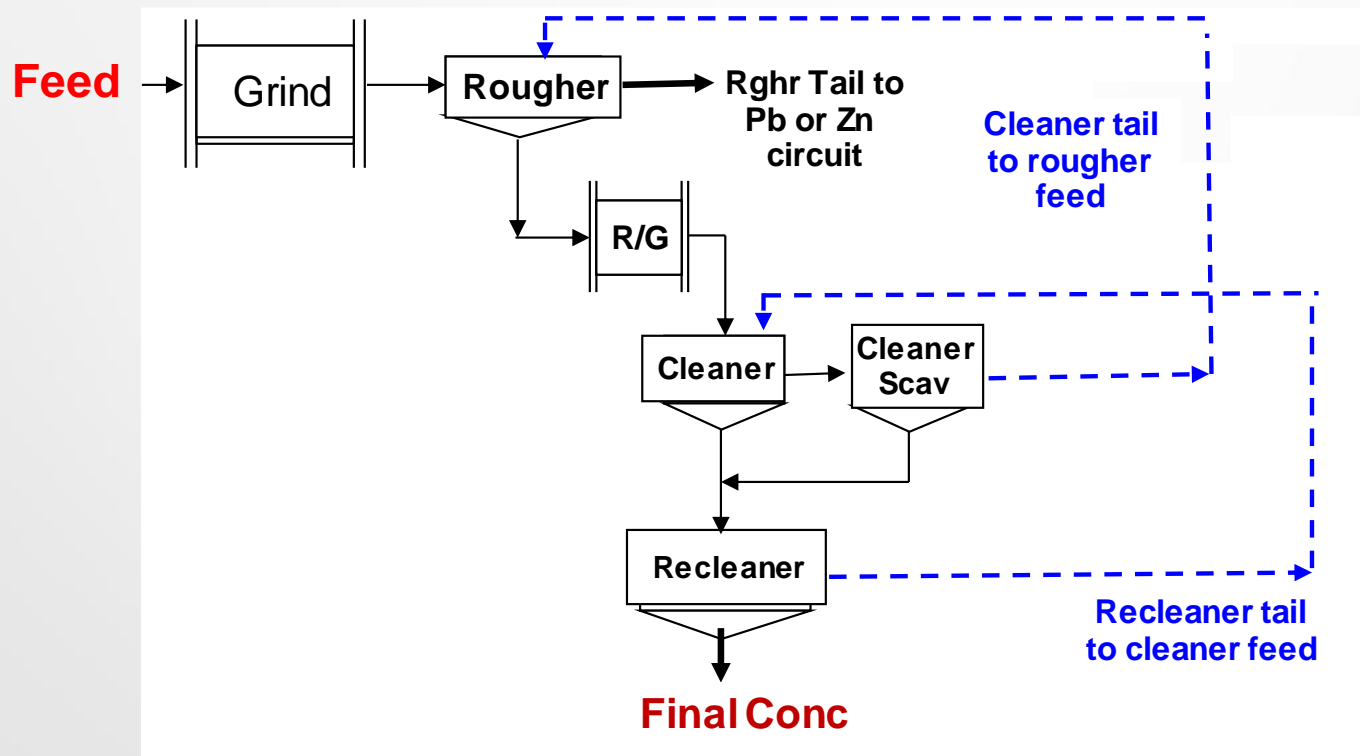 Feed
Grind
Rougher
Rghr Tail to
Pb or Zn
circuit
Cleaner tail
to rougher
feed
R/G
Cleaner
Cleaner
Scav
Recleaner
Recleaner tail
to cleaner feed
Final Conc